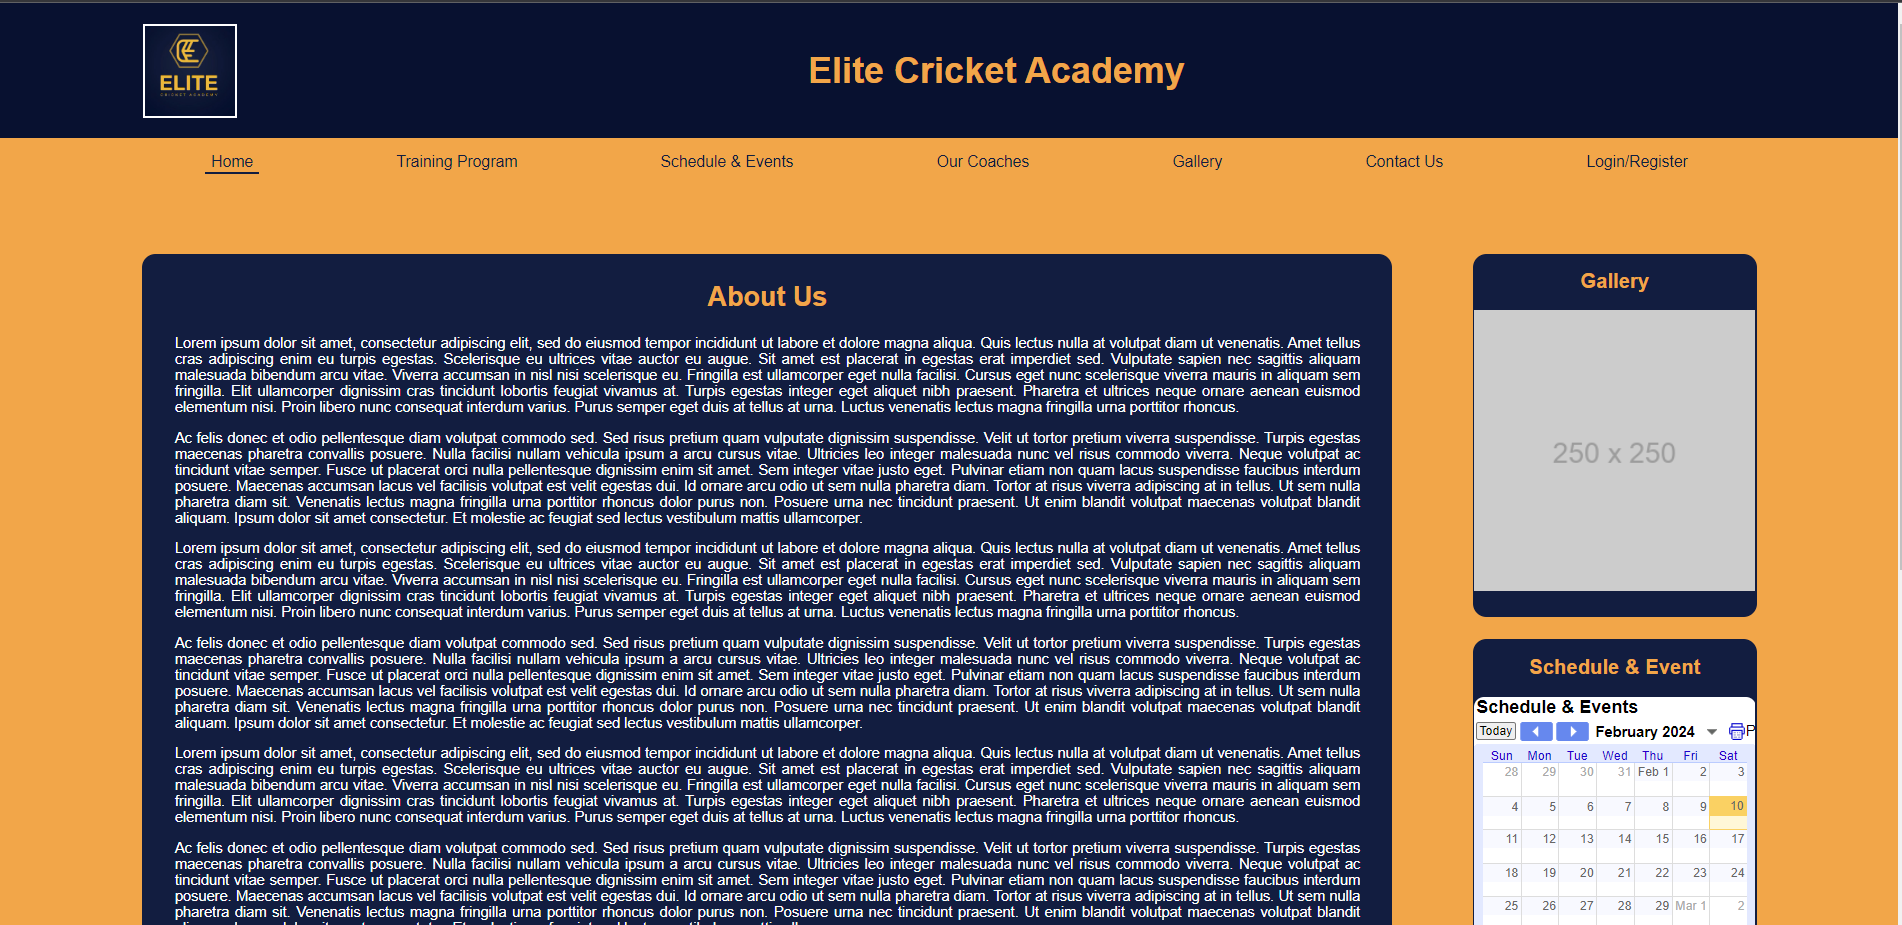 ELITE
CRICKET ACADEMY
Elite Cricket Academy
Home Training Program Schedule & Events Our Coaches Gallery Contact Us Login/Register
About Us
Lorem ipsum dolor sit amet, consectetur adipiscing elit, sed do eiusmod tempor incididunt ut labore et dolore magna aliqua. Quis lectus nulla at volutpat diam ut venenatis. Amet tellus
cras adipiscing enim eu turpis egestas. Scelerisque eu ultrices vitae auctor eu augue. Sit amet est placerat in egestas erat imperdiet sed. Vulputate sapien nec sagittis aliquam
malesuada bibendum arcu vitae. Viverra accumsan in nisl nisi scelerisque eu. Fringilla est ullamcorper eget nulla facilisi. Cursus eget nunc scelerisque viverra mauris in aliquam sem
fringilla. Elit ullamcorper dignissim cras tincidunt lobortis feugiat vivamus at. Turpis egestas integer eget aliquet nibh praesent. Pharetra et ultrices neque ornare aenean euismod
elementum nisi. Proin libero nunc consequat interdum varius. Purus semper eget duis at tellus at urna. Luctus venenatis lectus magna fringilla urna porttitor rhoncus.
Ac felis donec et odio pellentesque diam volutpat commodo sed. Sed risus pretium quam vulputate dignissim suspendisse. Velit ut tortor pretium viverra suspendisse. Turpis egestas
maecenas pharetra convallis posuere. Nulla facilisi nullam vehicula ipsum a arcu cursus vitae. Ultricies leo integer malesuada nunc vel risus commodo viverra. Neque volutpat ac
tincidunt vitae semper. Fusce ut placerat orci nulla pellentesque dignissim enim sit amet. Sem integer vitae justo eget. Pulvinar etiam non quam lacus suspendisse faucibus interdum
posuere. Maecenas accumsan lacus vel facilisis volutpat est velit egestas dui. Id ornare arcu odio ut sem nulla pharetra diam. Tortor at risus viverra adipiscing at in tellus. Ut sem nulla
pharetra diam sit. Venenatis lectus magna fringilla urna porttitor rhoncus dolor purus non. Posuere urna nec tincidunt praesent. Ut enim blandit volutpat maecenas volutpat blandit
aliquam. Ipsum dolor sit amet consectetur. Et molestie ac feugiat sed lectus vestibulum mattis ullamcorper.
Lorem ipsum dolor sit amet, consectetur adipiscing elit, sed do eiusmod tempor incididunt ut labore et dolore magna aliqua. Quis lectus nulla at volutpat diam ut venenatis. Amet tellus
cras adipiscing enim eu turpis egestas. Scelerisque eu ultrices vitae auctor eu augue. Sit amet est placerat in egestas erat imperdiet sed. Vulputate sapien nec sagittis aliquam
malesuada bibendum arcu vitae. Viverra accumsan in nisl nisi scelerisque eu. Fringilla est ullamcorper eget nulla facilisi. Cursus eget nunc scelerisque viverra mauris in aliquam sem
fringilla. Elit ullamcorper dignissim cras tincidunt lobortis feugiat vivamus at. Turpis egestas integer eget aliquet nibh praesent. Pharetra et ultrices neque ornare aenean euismod
elementum nisi. Proin libero nunc consequat interdum varius. Purus semper eget duis at tellus at urna. Luctus venenatis lectus magna fringilla urna porttitor rhoncus.
Ac felis donec et odio pellentesque diam volutpat commodo sed. Sed risus pretium quam vulputate dignissim suspendisse. Velit ut tortor pretium viverra suspendisse. Turpis egestas
maecenas pharetra convallis posuere. Nulla facilisi nullam vehicula ipsum a arcu cursus vitae. Ultricies leo integer malesuada nunc vel risus commodo viverra. Neque volutpat ac
tincidunt vitae semper. Fusce ut placerat orci nulla pellentesque dignissim enim sit amet. Sem integer vitae justo eget. Pulvinar etiam non quam lacus suspendisse faucibus interdum
posuere. Maecenas accumsan lacus vel facilisis volutpat est velit egestas dui. Id ornare arcu odio ut sem nulla pharetra diam. Tortor at risus viverra adipiscing at in tellus. Ut sem nulla
pharetra diam sit. Venenatis lectus magna fringilla urna porttitor rhoncus dolor purus non. Posuere urna nec tincidunt praesent. Ut enim blandit volutpat maecenas volutpat blandit
aliquam. Ipsum dolor sit amet consectetur. Et molestie ac feugiat sed lectus vestibulum mattis ullamcorper.
Lorem ipsum dolor sit amet, consectetur adipiscing elit, sed do eiusmod tempor incididunt ut labore et dolore magna aliqua. Quis lectus nulla at volutpat diam ut venenatis. Amet tellus
cras adipiscing enim eu turpis egestas. Scelerisque eu ultrices vitae auctor eu augue. Sit amet est placerat in egestas erat imperdiet sed. Vulputate sapien nec sagittis aliquam
malesuada bibendum arcu vitae. Viverra accumsan in nisl nisi scelerisque eu. Fringilla est ullamcorper eget nulla facilisi. Cursus eget nunc scelerisque viverra mauris in aliquam sem
fringilla. Elit ullamcorper dignissim cras tincidunt lobortis feugiat vivamus at. Turpis egestas integer eget aliquet nibh praesent. Pharetra et ultrices neque ornare aenean euismod
elementum nisi. Proin libero nunc consequat interdum varius. Purus semper eget duis at tellus at urna. Luctus venenatis lectus magna fringilla urna porttitor rhoncus.
Ac felis donec et odio pellentesque diam volutpat commodo sed. Sed risus pretium quam vulputate dignissim suspendisse. Velit ut tortor pretium viverra suspendisse. Turpis egestas
maecenas pharetra convallis posuere. Nulla facilisi nullam vehicula ipsum a arcu cursus vitae. Ultricies leo integer malesuada nunc vel risus commodo viverra. Neque volutpat ac
tincidunt vitae semper. Fusce ut placerat orci nulla pellentesque dignissim enim sit amet. Sem integer vitae justo eget. Pulvinar etiam non quam lacus suspendisse faucibus interdum
posuere. Maecenas accumsan lacus vel facilisis volutpat est velit egestas dui. Id ornare arcu odio ut sem nulla pharetra diam. Tortor at risus viverra adipiscing at in tellus. Ut sem nulla
pharetra diam sit. Venenatis lectus magna fringilla urna porttitor rhoncus dolor purus non. Posuere urna nec tincidunt praesent. Ut enim blandit volutpat maecenas volutpat blandit
Gallery
250 x 250
Schedule & Event
Schedule & Events
Today February 2024 P
Sun Mon Tue Wed Thu Fri Sat
28 29 30 31 Feb 1 2 3
4 5 6 7 8 9 10
11 12 13 14 15 16 17
18 19 20 21 22 23 24
25 26 27 28 29 Mar 1 2